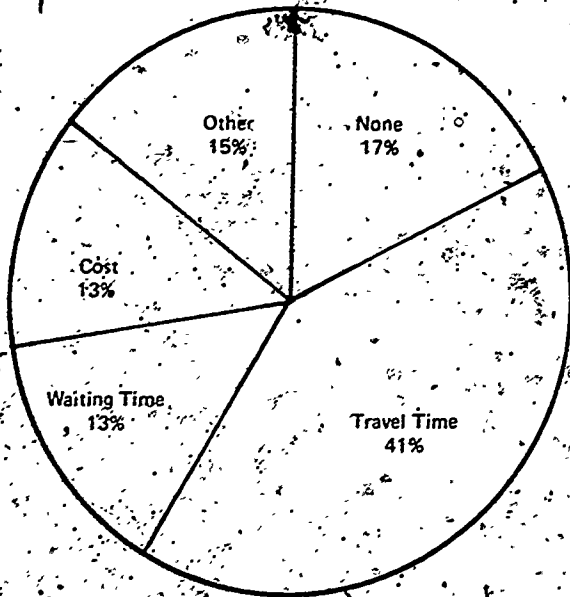 Other
15%
None
17%
Cost
13%
Waiting Time
13%
Travel Time
41%